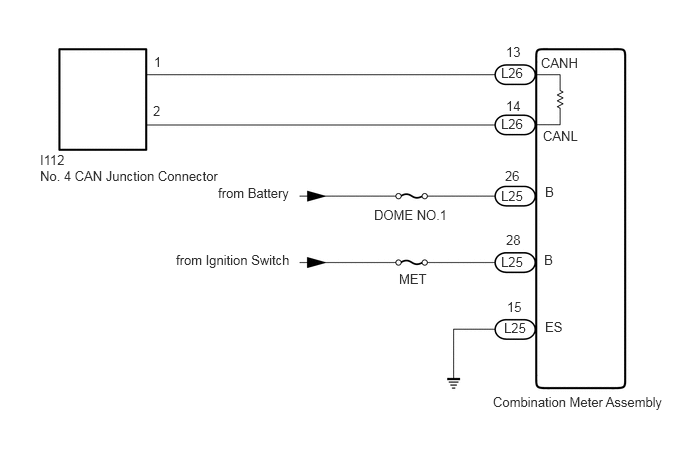 1
13
L26
CANH
2
14
L26
CANL
I112
No. 4 CAN Junction Connector
from Battery
DOME NO.1
26
L25
B
from Ignition Switch
MET
28
L25
B
15
L25
ES
Combination Meter Assembly